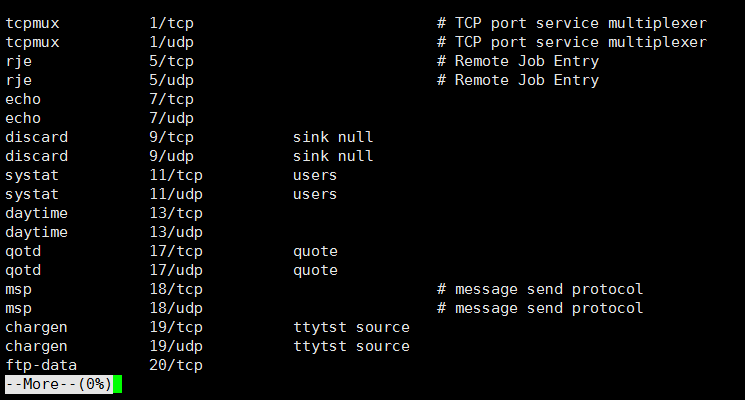 tcpmux          1/tcp                           # TCP port service multiplexer
tcpmux          1/udp                           # TCP port service multiplexer
rje             5/tcp                           # Remote Job Entry
rje             5/udp                           # Remote Job Entry
echo            7/tcp
echo            7/udp
discard         9/tcp           sink null
discard         9/udp           sink null
systat          11/tcp          users
systat          11/udp          users
daytime         13/tcp
daytime         13/udp
qotd            17/tcp          quote
qotd            17/udp          quote
msp             18/tcp                          # message send protocol
msp             18/udp                          # message send protocol
chargen         19/tcp          ttytst source
chargen         19/udp          ttytst source
ftp-data        20/tcp
--More--(0%)